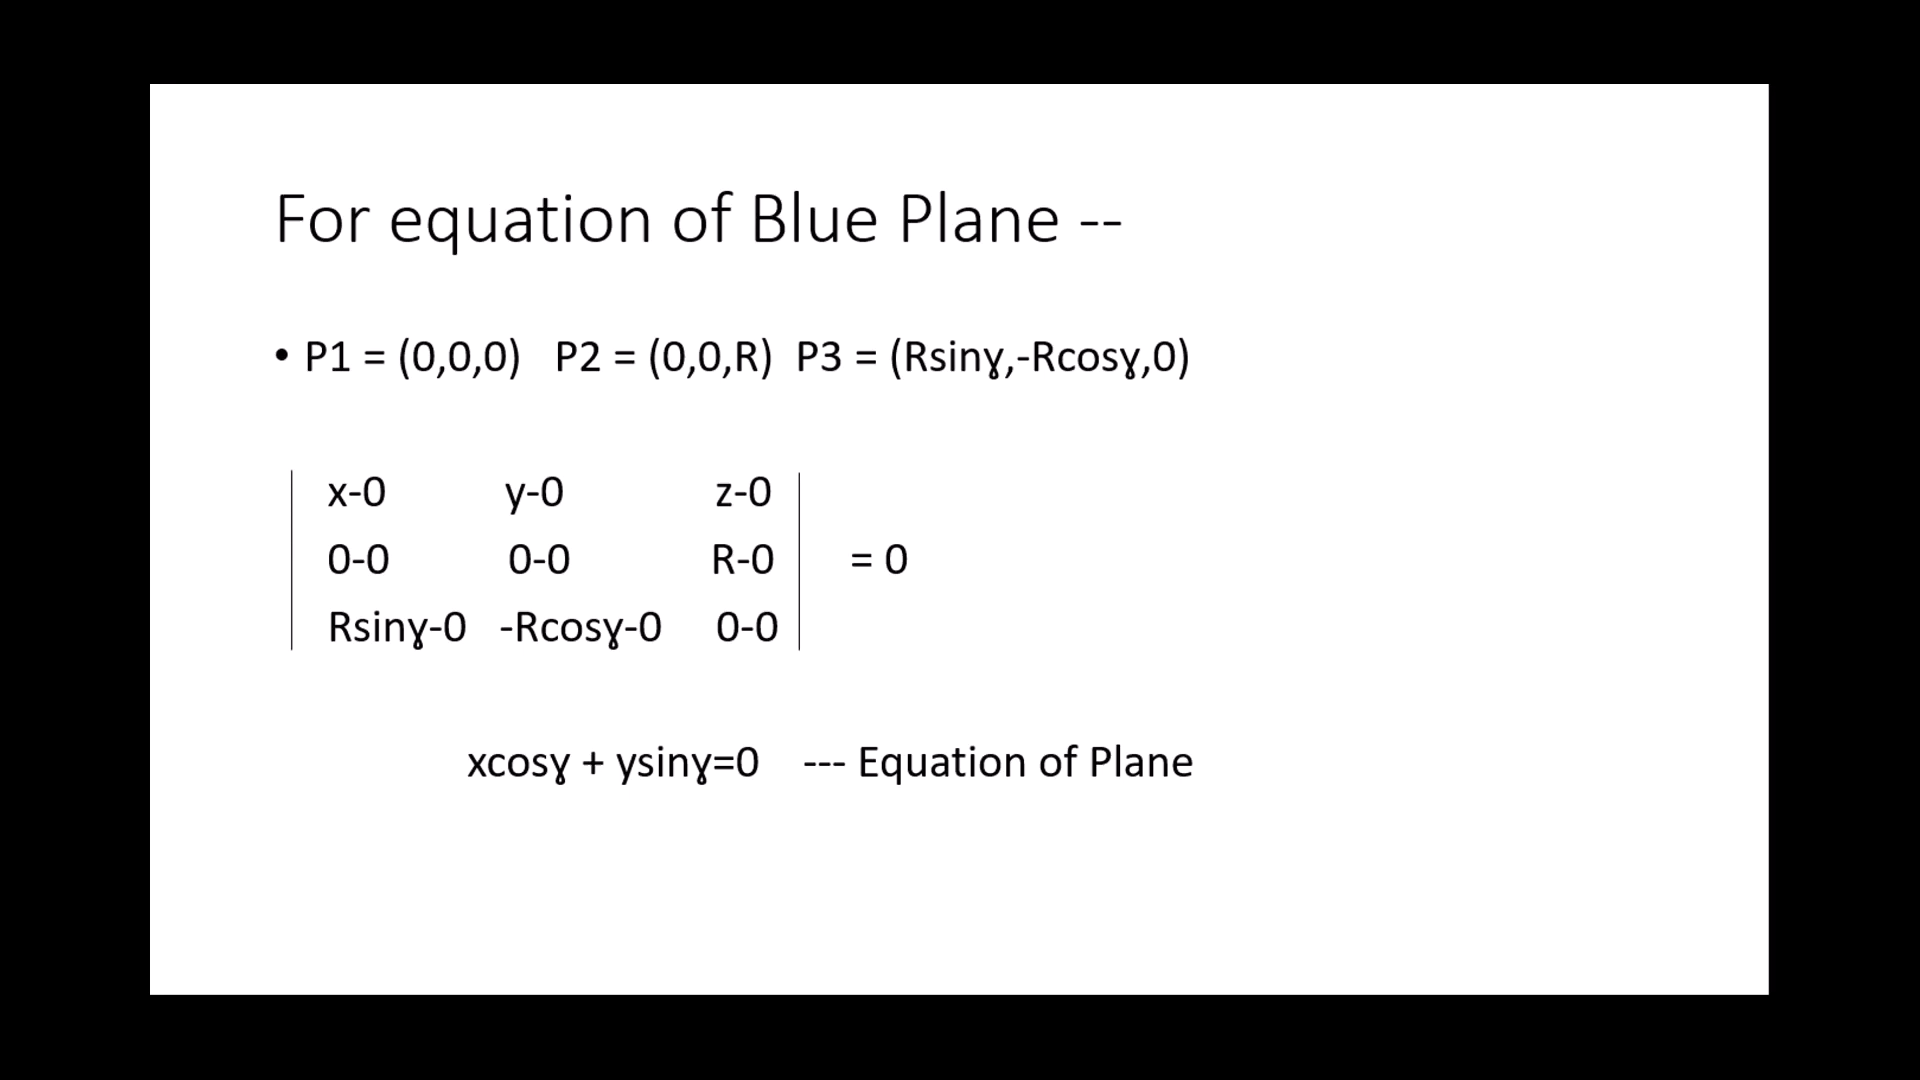 For equation of Blue Plane --
• P1 = (0,0,0) P2 = (0,0,R) P3 = (Rsinɣ,-Rcosɣ,0)
x-0 y-0 z-0
0-0 0-0 R-0 = 0
Rsinɣ-0 -Rcosɣ-0 0-0
xcosɣ + ysinɣ=0 --- Equation of Plane